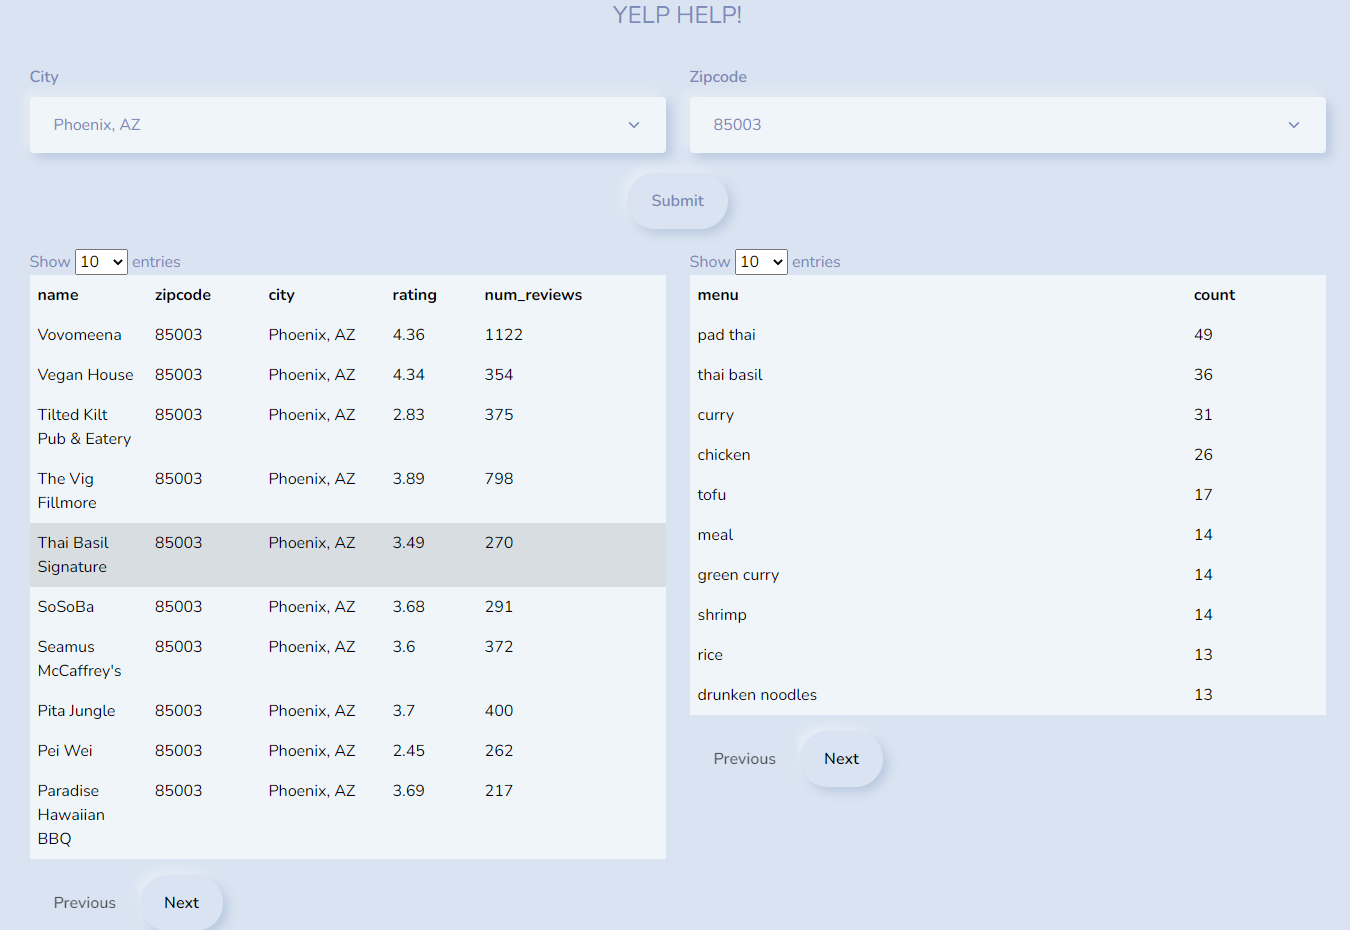 YELP HELP!
City
Zipcode
Phoenix, AZ
85003
Submit
Show 10 entries
name zipcode city rating num_reviews
Vovomeena 85003 Phoenix, AZ 4.36 1122
Vegan House 85003 Phoenix, AZ 4.34 354
Tilted Kilt 85003 Phoenix, AZ 2.83 375
Pub & Eatery
The Vig 85003 Phoenix, AZ 3.89 798
Fillmore
Thai Basil 85003 Phoenix, AZ 3.49 270
Signature
SoSoBa 85003 Phoenix, AZ 3.68 291
Seamus 85003 Phoenix, AZ 3.6 372
McCaffrey's
Pita Jungle 85003 Phoenix, AZ 3.7 400
Pei Wei 85003 Phoenix, AZ 2.45 262
Paradise 85003 Phoenix, AZ 3.69 217
Hawaiian
BBQ
Previous Next
Show 10 entries
menu count
pad thai 49
thai basil 36
curry 31
chicken 26
tofu 17
meal 14
green curry 14
shrimp 14
rice 13
drunken noodles 13
Previous Next